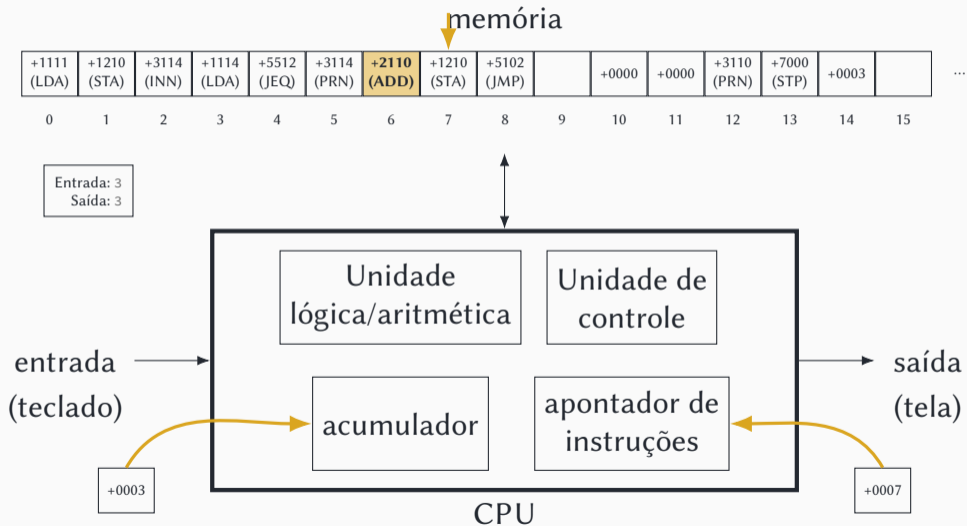 memória
+1111 +1210 +3114 +1114 +5512 +3114 +2110 +1210 +5102 +3110 +7000
(LDA) (STA) (INN) (LDA) (JEQ) (PRN) (ADD) (STA) (JMP) +0000 +0000 (PRN) (STP) +0003 ...
0 1 2 3 4 5 6 7 8 9 10 11 12 13 14 15
Entrada: 3
Saída: 3
Unidade
lógica/aritmética
Unidade de
controle
entrada
(teclado)
saída
(tela)
acumulador
apontador de
instruções
+0003
+0007
CPU